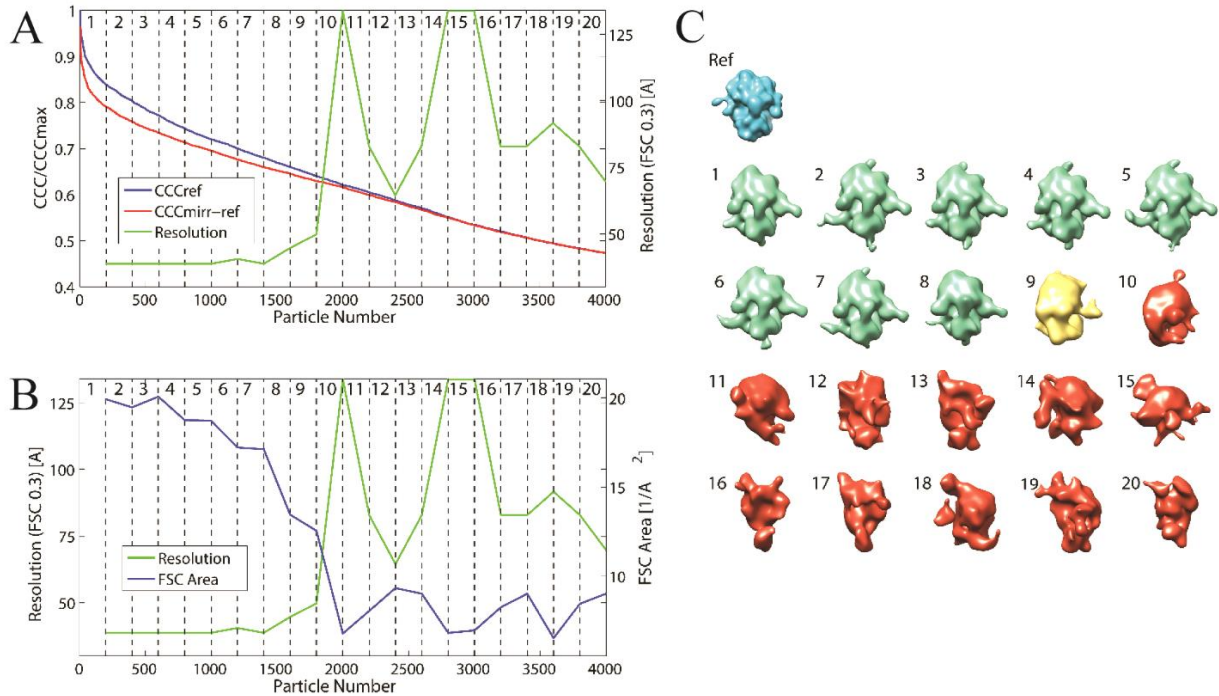 A
1 2 3 4 5 6 7 8 9 10 11 12 13 14 15 16 17 18 19 20
1
0.9
0.8
0.7
0.6
0.5
0.4
CCC/CCCmax
125
100
75
50
Resolution (FSC 0.3) [A]
CCCref
CCCmirr-ref
Resolution
0 500 1000 1500 2000 2500 3000 3500 4000
Particle Number
B
1 2 3 4 5 6 7 8 9 10 11 12 13 14 15 16 17 18 19 20
125
100
75
50
Resolution (FSC 0.3) [A]
20
15
10
FSC Area [1/A 2]
Resolution
FSC Area
0 500 1000 1500 2000 2500 3000 3500 4000
Particle Number
C
Ref
1 2 3 4 5
6 7 8 9 10
11 12 13 14 15
16 17 18 19 20